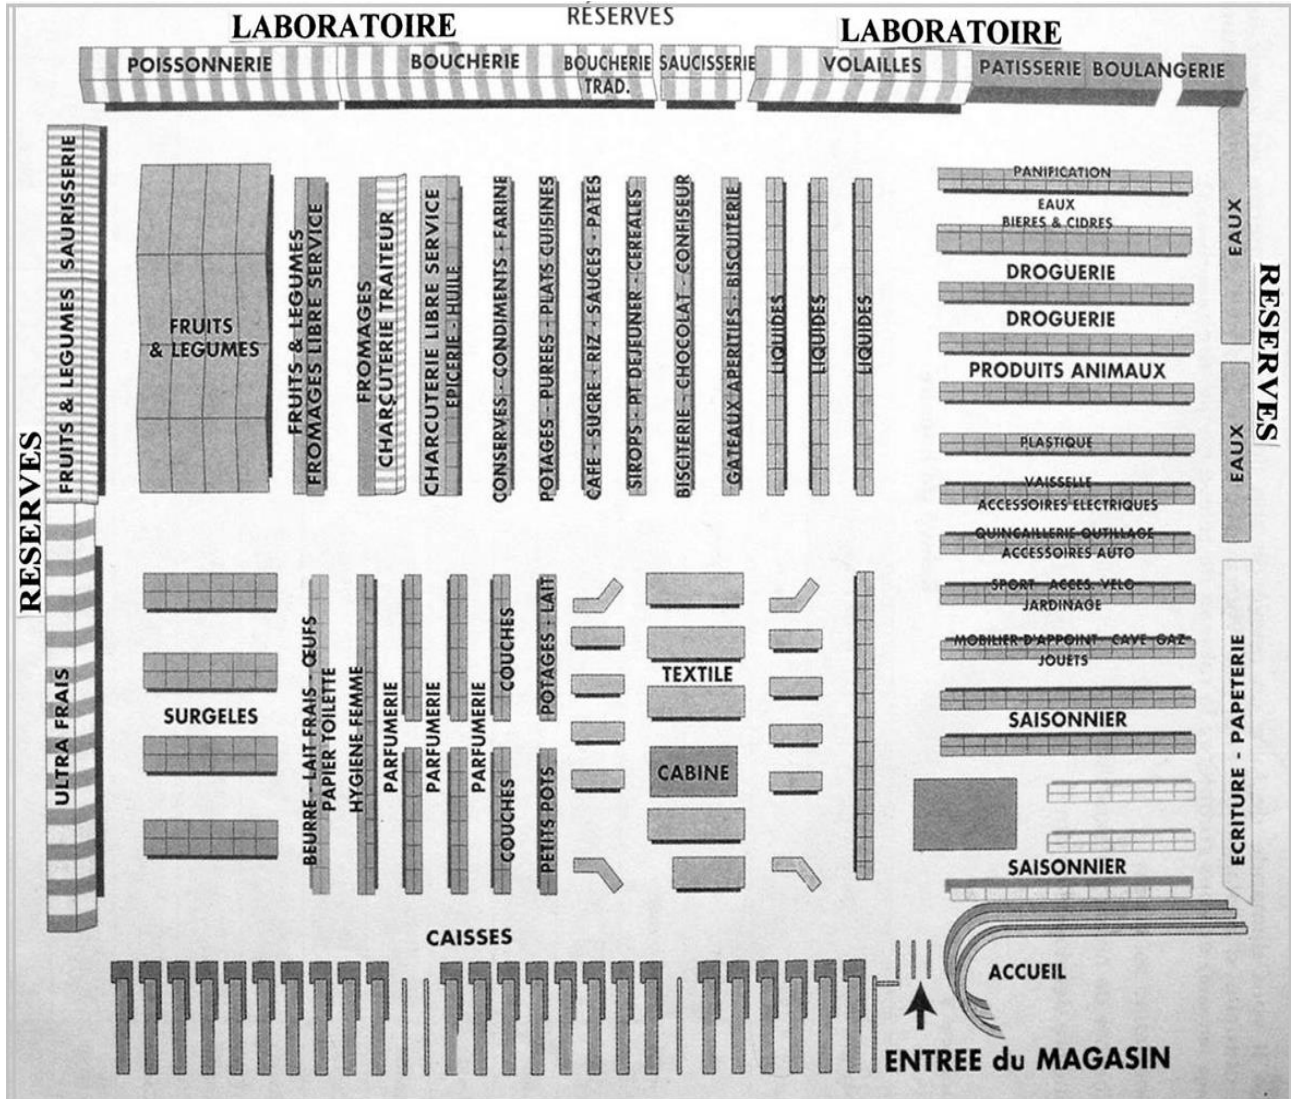 RÉSERVES
LABORATOIRE
LABORATOIRE
POISSONNERIE
BOUCHERIE
BOUCHERIE
TRAD.
SAUCISSERIE
VOLAILLES
PATISSERIE
BOULANGERIE
RESERVES
FRUITS & LEGUMES
SAURISSERIE
ULTRA FRAIS
FRUITS
& LEGUMES
FRUITS & LEGUMES
FROMAGES LIBRE SERVICE
FROMAGES
CHARCUTERIE TRAITEUR
CHARCUTERIE LIBRE SERVICE
EPICERIE - HUILE
CONSERVES - CONDIMENTS - FARINE
POTAGES - PUREES - PLATS CUISINES
CAFE - SUCRE - RIZ - SAUCES - PATES
SIROPS - PT DEJEUNER - CEREALES
BISCITERIE - CHOCOLAT - CONFISEUR
GATEAUX APERITIFS - BISCUITERIE
LIQUIDES
LIQUIDES
LIQUIDES
PANIFICATION
EAUX
BIERES & CIDRES
DROGUERIE
DROGUERIE
PRODUITS ANIMAUX
PLASTIQUE
VAISSELLE
ACCESSOIRES ELECTRIQUES
QUINCAILLERIE OUTILLAGE
ACCESSOIRES AUTO
SPORT ACCES. VELO
JARDINAGE
MOBILIER D'APPOINT - CAVE GAZ
JOUETS
SAISONNIER
SAISONNIER
EAUX
EAUX
RESERVES
ECRITURE - PAPETERIE
SURGELES
BEURRE - LAIT FRAIS - ŒUFS
PAPIER TOILETTE
HYGIENE FEMME
PARFUMERIE
PARFUMERIE
PARFUMERIE
COUCHES
COUCHES
POTAGES - LAIT
PETITS POTS
TEXTILE
CABINE
CAISSES
ACCUEIL
ENTREE du MAGASIN